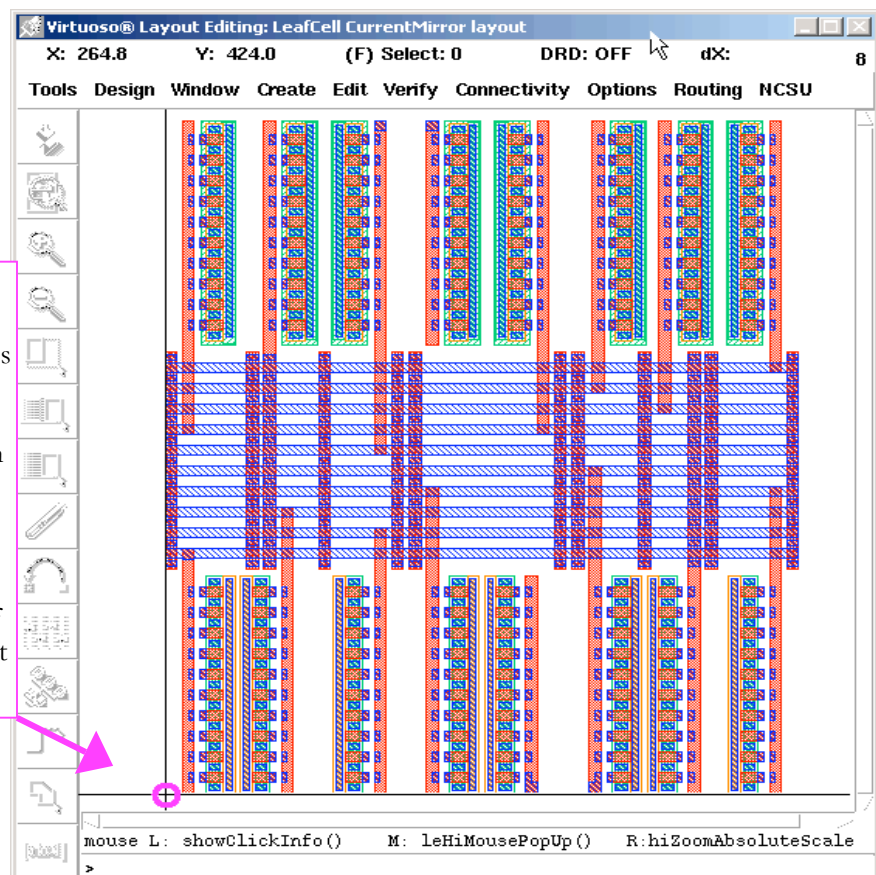 Virtuoso® Layout Editing: LeafCell CurrentMirror layout
X: 264.8 Y: 424.0 (F) Select: 0 DRD: OFF dX: 8
Tools Design Window Create Edit Verify Connectivity Options Routing NCSU
s
t
mouse L: showClickInfo() M: leHiMousePopUp() R:hiZoomAbsoluteScale
>